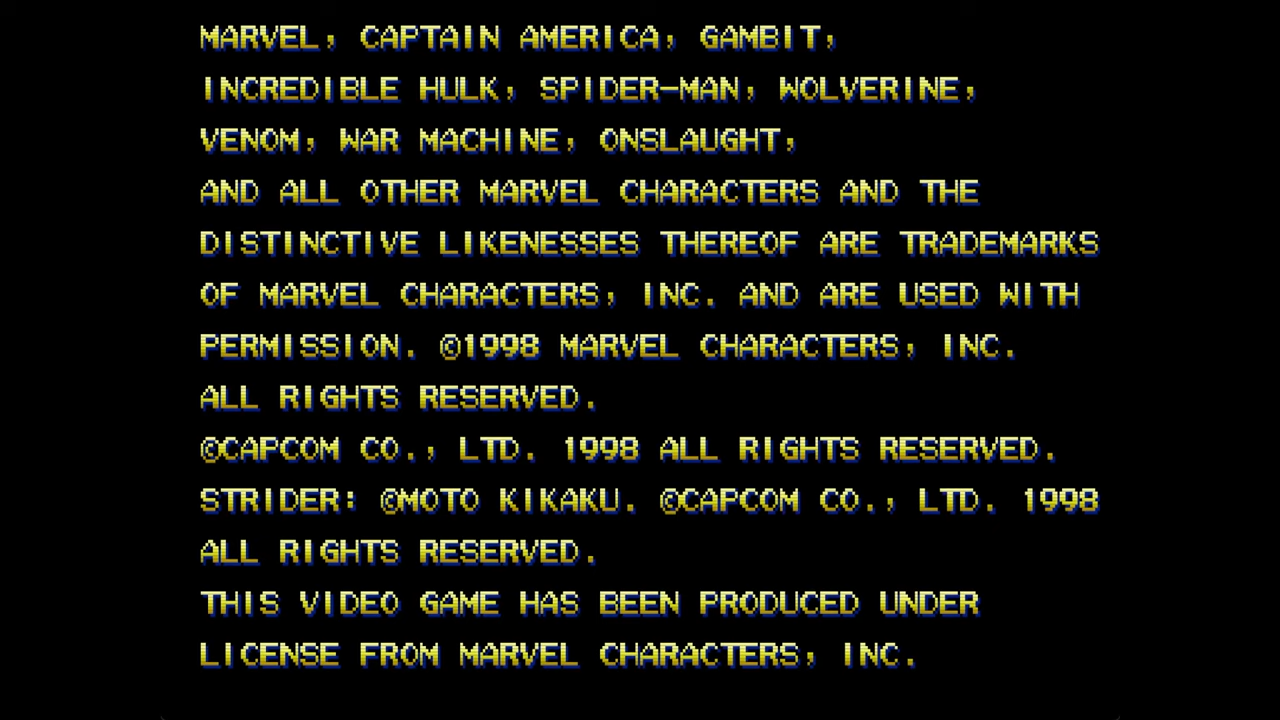 MARVEL, CAPTAIN AMERICA, GAMBIT,
INCREDIBLE HULK, SPIDER-MAN, WOLVERINE,
VENOM, WAR MACHINE, ONSLAUGHT,
AND ALL OTHER MARVEL CHARACTERS AND THE
DISTINCTIVE LIKENESSES THEREOF ARE TRADEMARKS
OF MARVEL CHARACTERS, INC. AND ARE USED WITH
PERMISSION. ©1998 MARVEL CHARACTERS, INC.
ALL RIGHTS RESERVED.
©CAPCOM CO., LTD. 1998 ALL RIGHTS RESERVED.
STRIDER: ©MOTO KIKAKU. ©CAPCOM CO., LTD. 1998
ALL RIGHTS RESERVED.
THIS VIDEO GAME HAS BEEN PRODUCED UNDER
LICENSE FROM MARVEL CHARACTERS, INC.